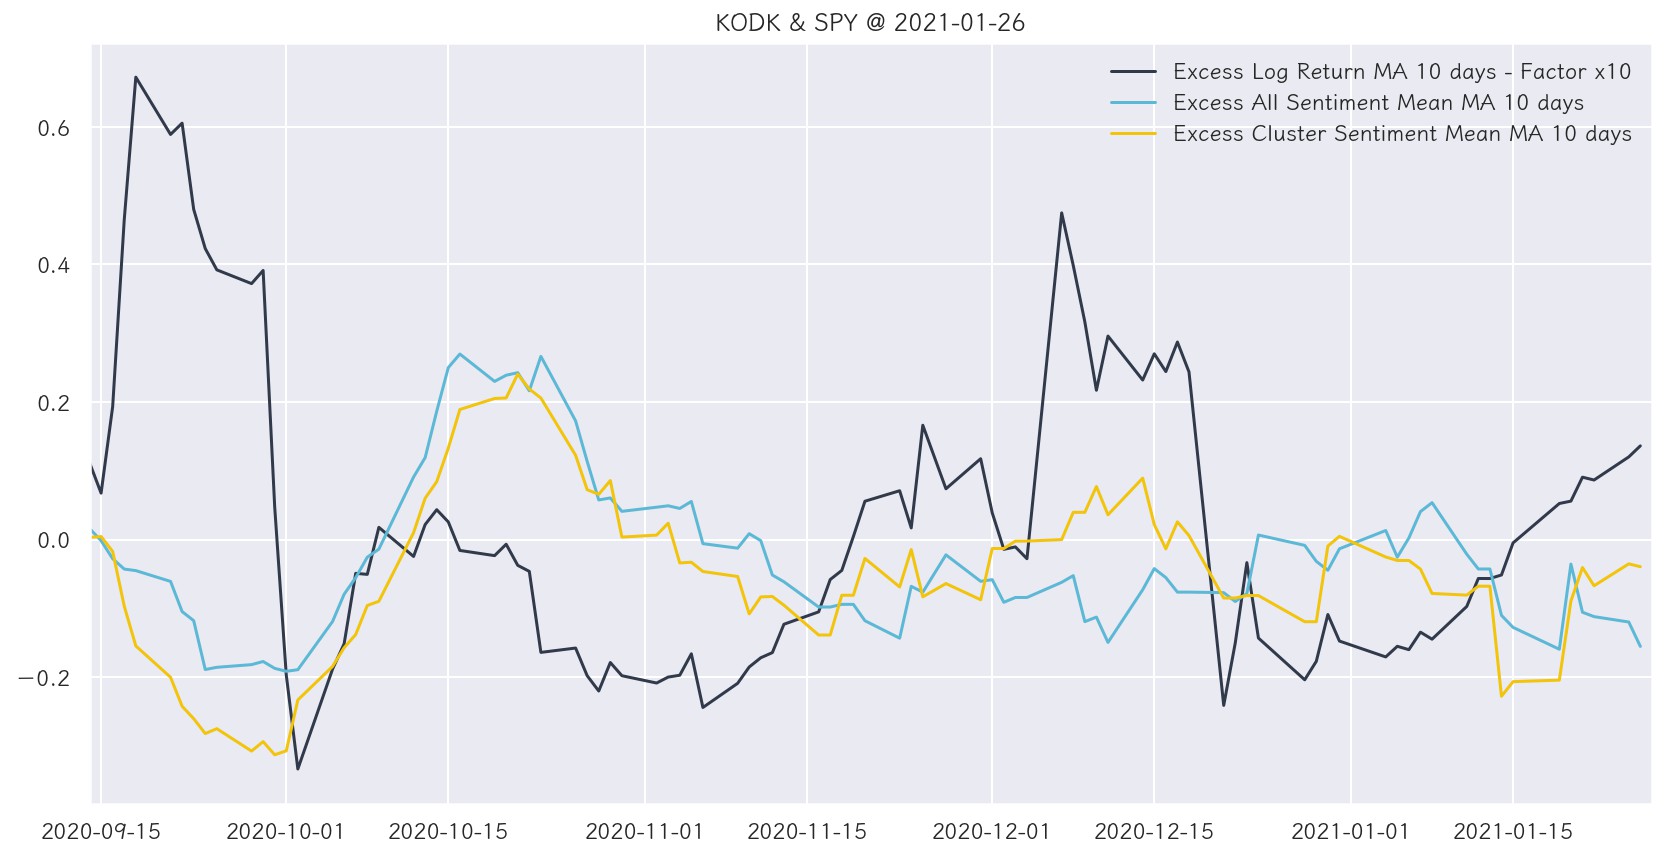 KODK & SPY @ 2021-01-26
Excess Log Return MA 10 days - Factor x10
Excess All Sentiment Mean MA 10 days
Excess Cluster Sentiment Mean MA 10 days
0.6
0.4
0.2
0.0
−0.2
2020-09-15 2020-10-01 2020-10-15 2020-11-01 2020-11-15 2020-12-01 2020-12-15 2021-01-01 2021-01-15